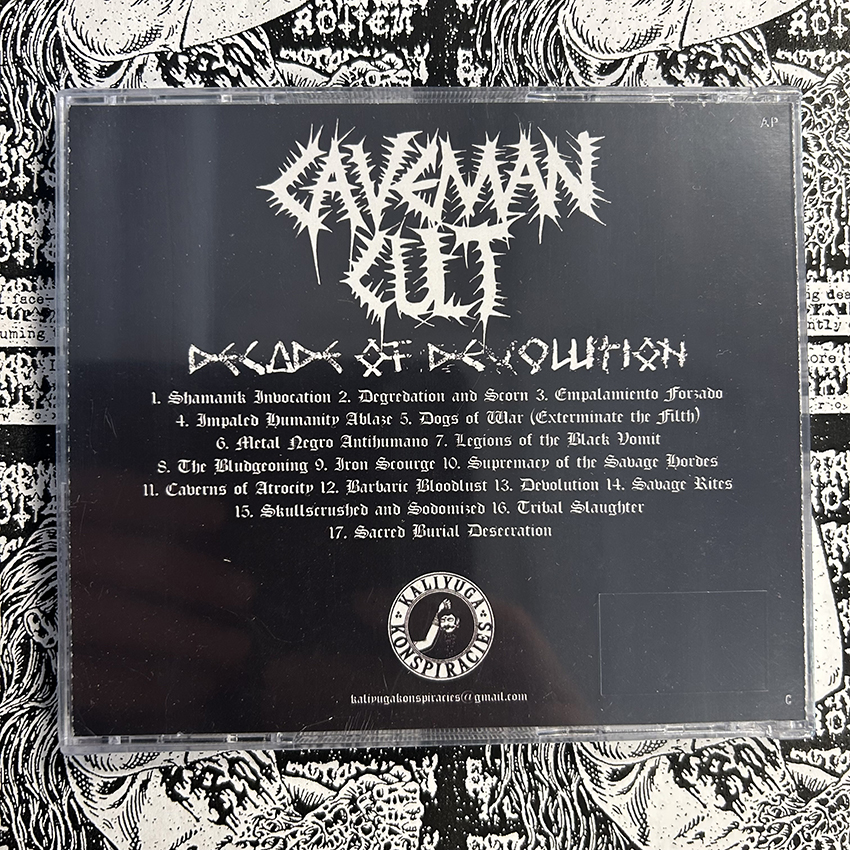 ROTTEN
ROT
AP
CAVEMAN
CULT
DECADE OF DEVOLUTION
1. Shamanik Invocation 2. Degredation and Scorn 3. Empalamiento Forzado
4. Impaled Humanity Ablaze 5. Dogs of War (Exterminate the Filth)
6. Metal Negro Antihumano 7. Legions of the Black Vomit
8. The Bludgeoning 9. Iron Scourge 10. Supremacy of the Savage Hordes
11. Caverns of Atrocity 12. Barbaric Bloodlust 13. Devolution 14. Savage Rites
15. Skullscrushed and Sodomized 16. Tribal Slaughter
17. Sacred Burial Desecration
KALIYUGA
KONSPIRACIES
kaliyugakonspiracies@gmail.com
C